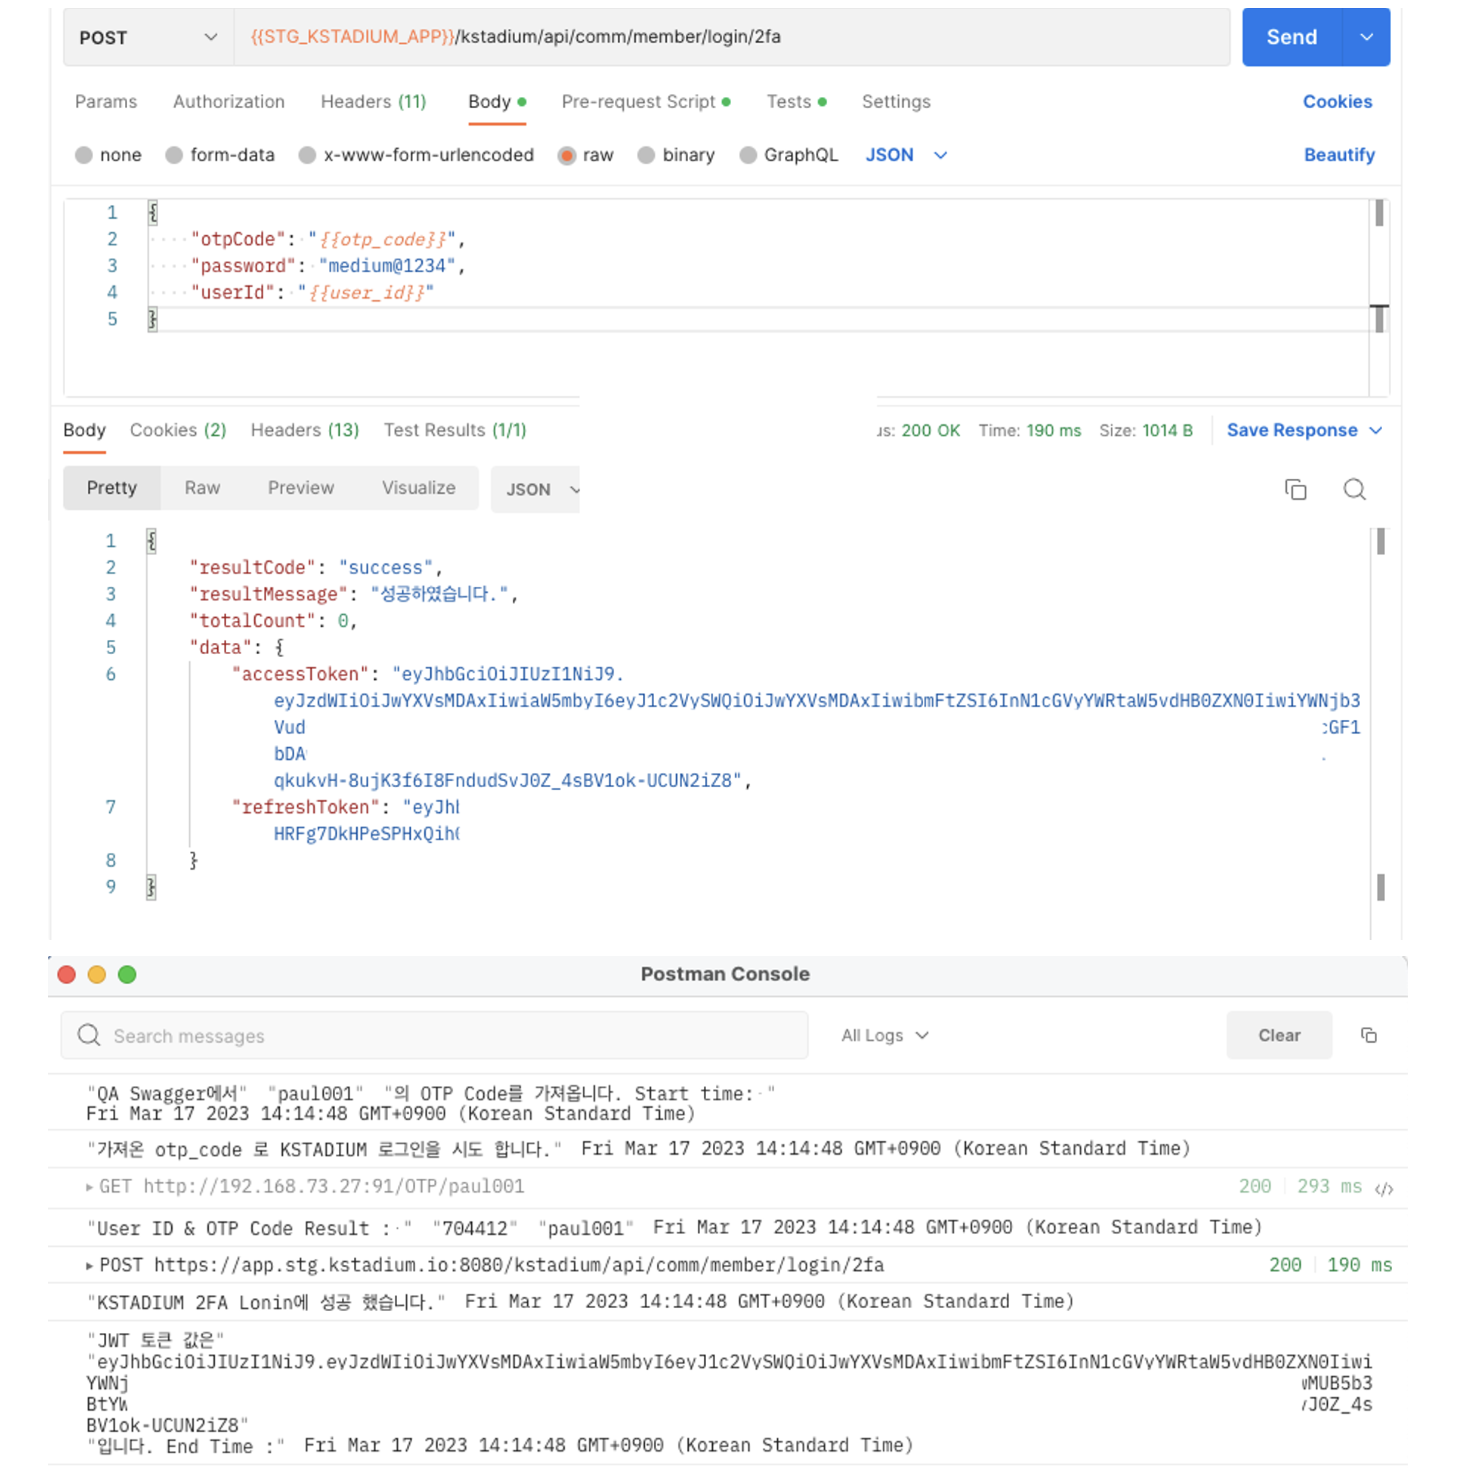 POST {{STG_KSTADIUM_APP}}/kstadium/api/comm/member/login/2fa Send
Params Authorization Headers (11) Body Pre-request Script Tests Settings Cookies
none form-data x-www-form-urlencoded raw binary GraphQL JSON Beautify
1 {
2 "otpCode": "{{otp_code}}",
3 "password": "medium@1234",
4 "userId": "{{user_id}}"
5 }
Body Cookies (2) Headers (13) Test Results (1/1) us: 200 OK Time: 190 ms Size: 1014 B Save Response
Pretty Raw Preview Visualize JSON
1 {
2 "resultCode": "success",
3 "resultMessage": "성공하였습니다.",
4 "totalCount": 0,
5 "data": {
6 "accessToken": "eyJhbGciOiJIUzI1NiJ9.
eyJzdWIiOiJwYXVsMDAxIiwiaW5mbyI6eyJ1c2VySWQiOiJwYXVsMDAxIiwibmFtZSI6InN1cGVyYWRtaW5vdHB0ZXN0IiwiYWNjb3
Vud cGF1
bDA .
qkukvH-8ujK3f6I8FndudSvJ0Z_4sBV1ok-UCUN2iZ8",
7 "refreshToken": "eyJh
HRFg7DkHPeSPHxQih
8 }
9 }
Postman Console
Search messages All Logs Clear
"QA Swagger에서" "paul001" "의 OTP Code를 가져옵니다. Start time: "
Fri Mar 17 2023 14:14:48 GMT+0900 (Korean Standard Time)
"가져온 otp_code 로 KSTADIUM 로그인을 시도 합니다." Fri Mar 17 2023 14:14:48 GMT+0900 (Korean Standard Time)
GET http://192.168.73.27:91/OTP/paul001 200 293 ms </>
"User ID & OTP Code Result : " "704412" "paul001" Fri Mar 17 2023 14:14:48 GMT+0900 (Korean Standard Time)
POST https://app.stg.kstadium.io:8080/kstadium/api/comm/member/login/2fa 200 190 ms
"KSTADIUM 2FA Lonin에 성공 했습니다." Fri Mar 17 2023 14:14:48 GMT+0900 (Korean Standard Time)
"JWT 토큰 값은"
"eyJhbGciOiJIUzI1NiJ9.eyJzdWIiOiJwYXVsMDAxIiwiaW5mbyI6eyJ1c2VySWQiOiJwYXVsMDAxIiwibmFtZSI6InN1cGVyYWRtaW5vdHB0ZXN0Iiwi
YWNj wMUB5b3
BtYW vJ0Z_4s
BV1ok-UCUN2iZ8"
"입니다. End Time :" Fri Mar 17 2023 14:14:48 GMT+0900 (Korean Standard Time)